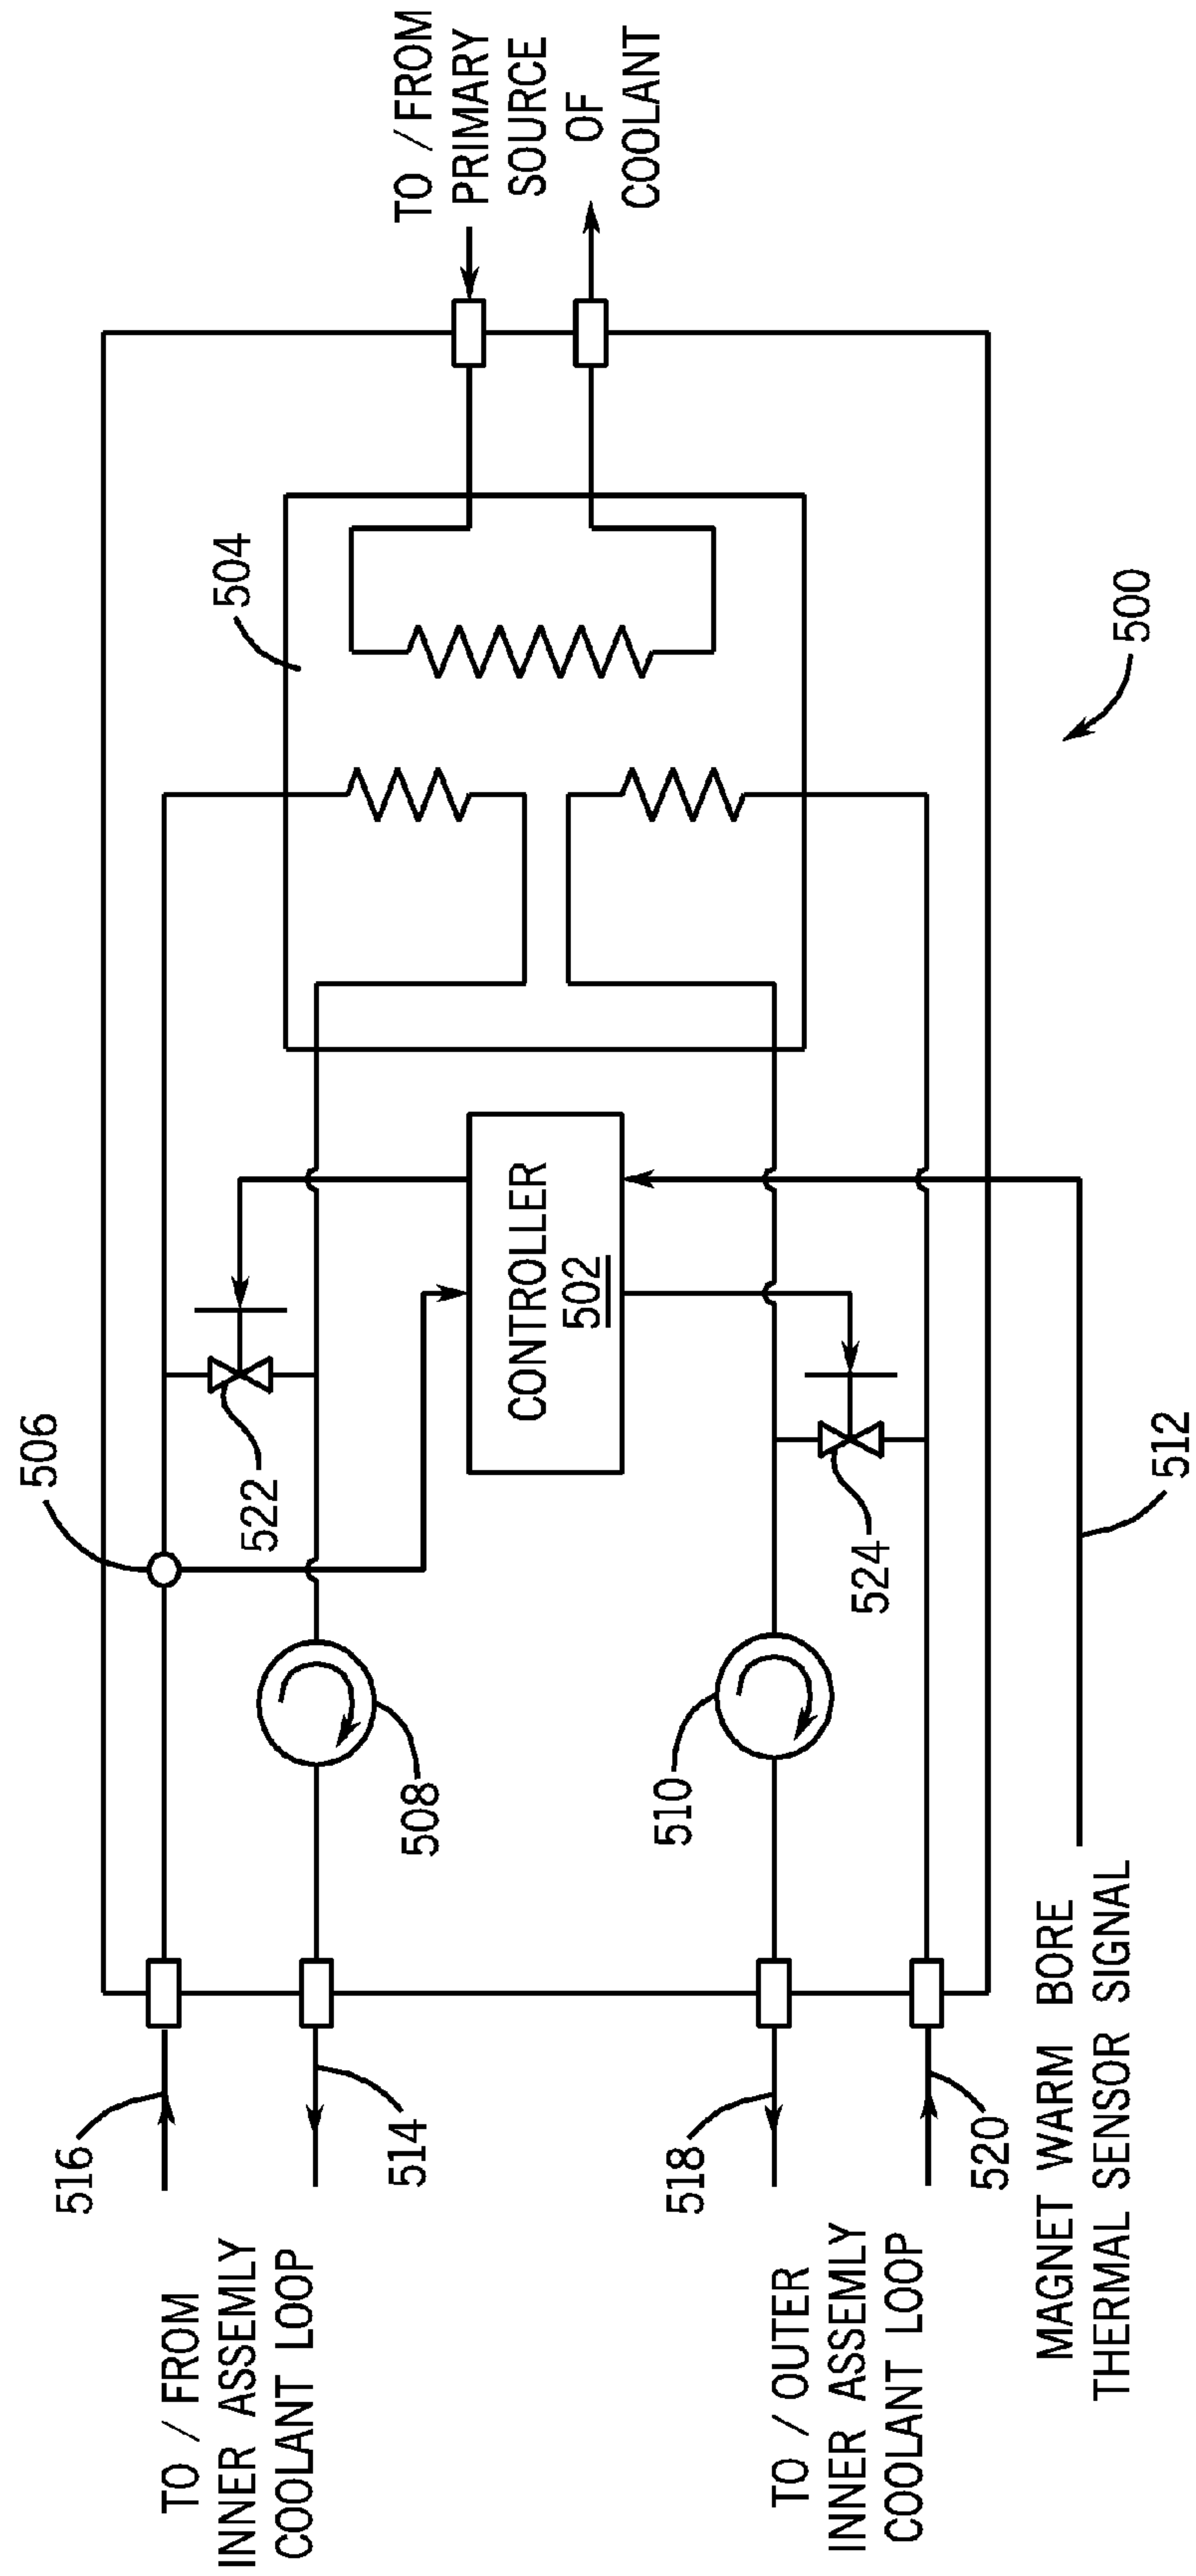 TO / FROM
PRIMARY
SOURCE
OF
COOLANT
504
500
CONTROLLER
502
506
522
524
512
508
510
516
514
518
520
TO / FROM
INNER ASSEMLY
COOLANT LOOP
TO / OUTER
INNER ASSEMLY
COOLANT LOOP
MAGNET WARM BORE
THERMAL SENSOR SIGNAL